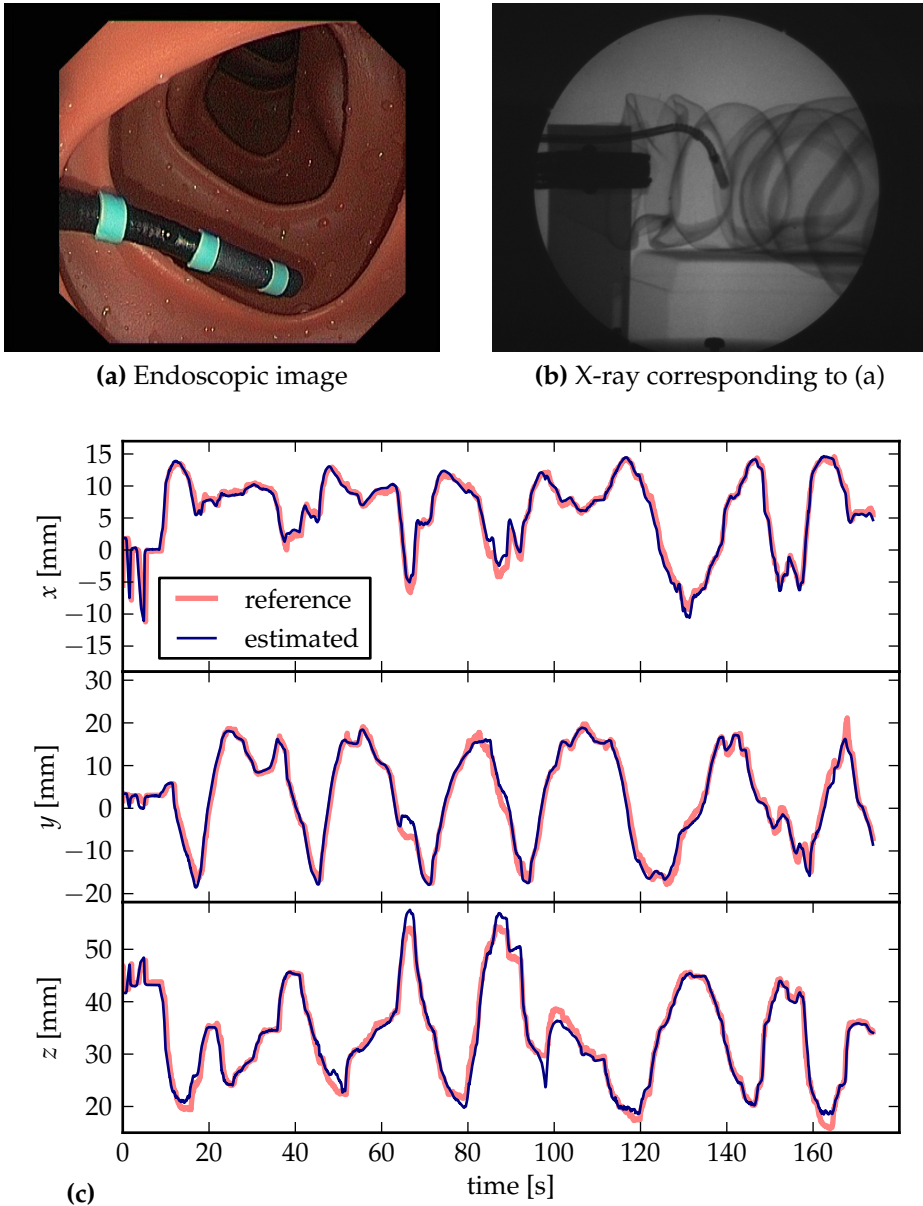 (a) Endoscopic image
(b) X-ray corresponding to (a)
15
10
5
0
−5
−10
−15
x [mm]
reference
estimated
30
20
10
0
−10
−20
y [mm]
50
40
30
20
z [mm]
0 20 40 60 80 100 120 140 160
time [s]
(c)